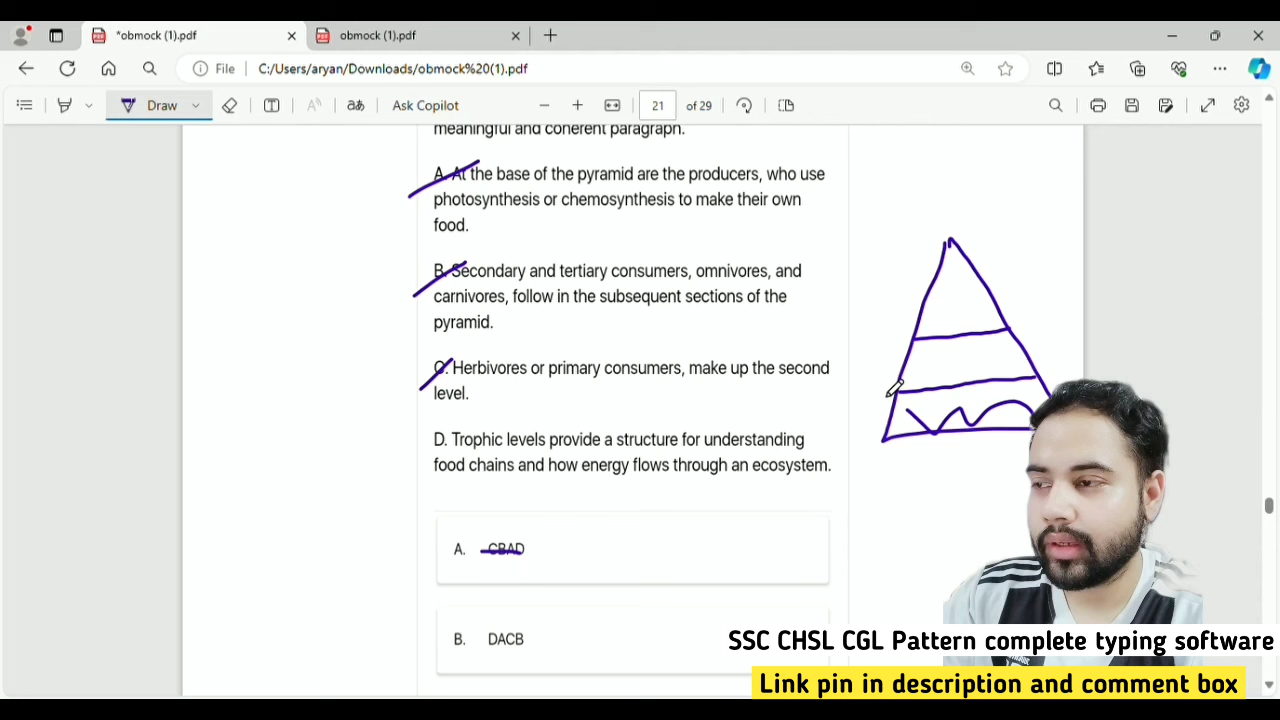 *obmock (1).pdf
obmock (1).pdf
File
C:/Users/aryan/Downloads/obmock%20(1).pdf
Draw
aあ
Ask Copilot
21 of 29
meaningful and coherent paragraph.
A. At the base of the pyramid are the producers, who use
photosynthesis or chemosynthesis to make their own
food.
B. Secondary and tertiary consumers, omnivores, and
carnivores, follow in the subsequent sections of the
pyramid.
C. Herbivores or primary consumers, make up the second
level.
D. Trophic levels provide a structure for understanding
food chains and how energy flows through an ecosystem.
A. CBAD
B. DACB
SSC CHSL CGL Pattern complete typing software
Link pin in description and comment box